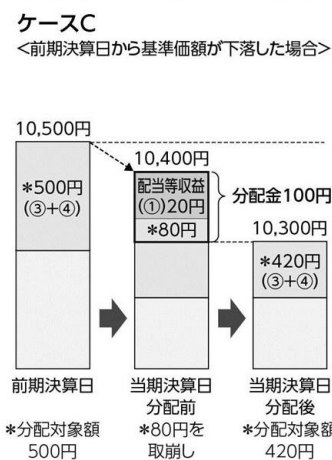 ケースC
<前期決算日から基準価額が下落した場合>
10,500円
10,400円
*500円
(③+④)
配当等収益
(①)20円
*80円
分配金100円
10,300円
*420円
(③+④)
前期決算日
当期決算日
分配前
当期決算日
分配後
*分配対象額
500円
*80円を
取崩し
*分配対象額
420円